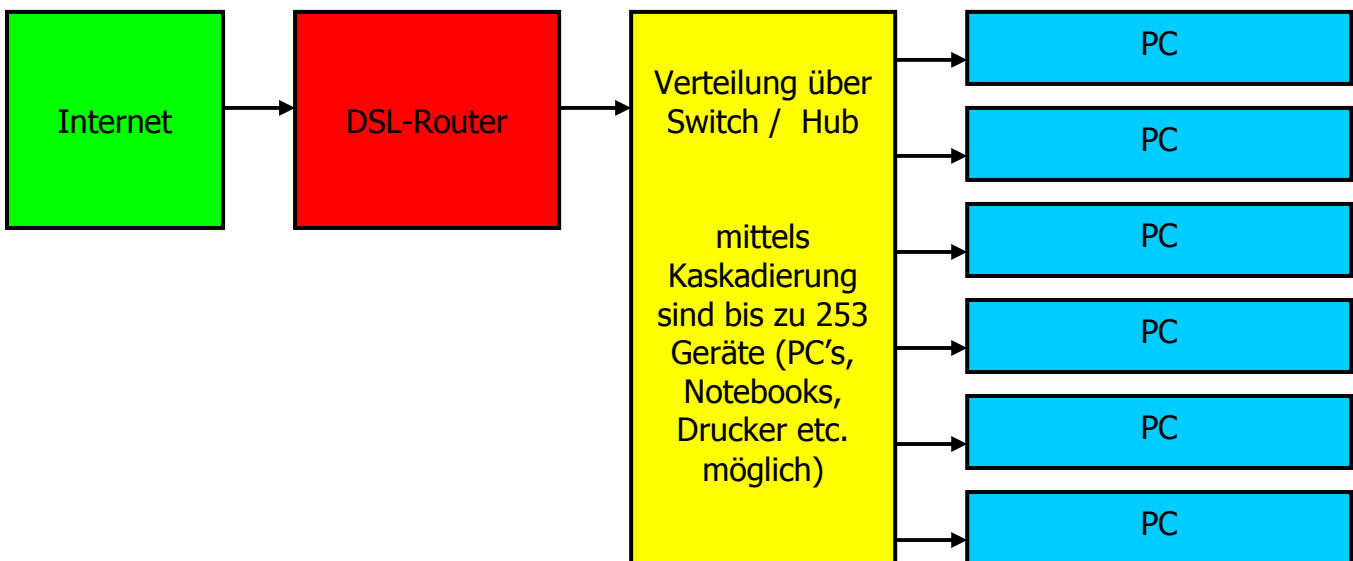 Internet
DSL-Router
Verteilung über
Switch / Hub
mittels
Kaskadierung
sind bis zu 253
Geräte (PC’s,
Notebooks,
Drucker etc.
möglich)
PC
PC
PC
PC
PC
PC